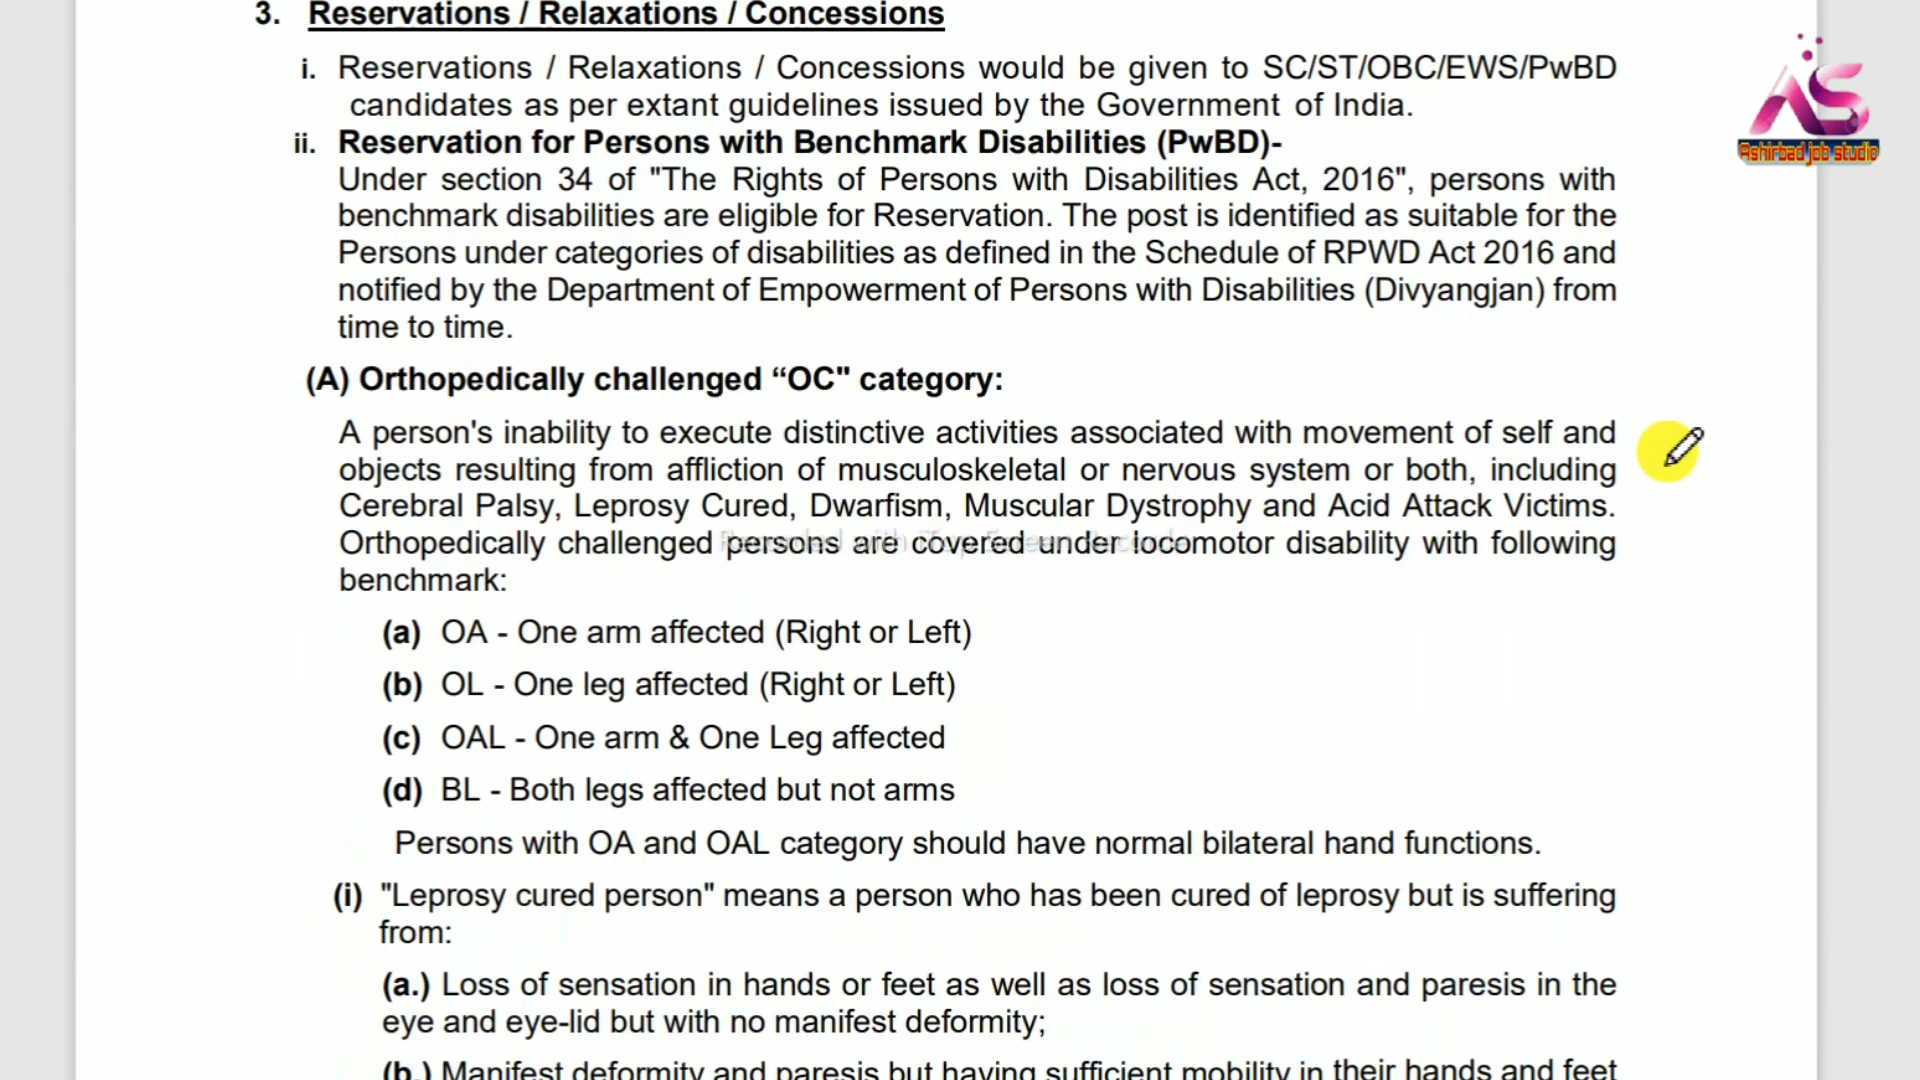 3. Reservations / Relaxations / Concessions
i. Reservations / Relaxations / Concessions would be given to SC/ST/OBC/EWS/PwBD
candidates as per extant guidelines issued by the Government of India.
ii. Reservation for Persons with Benchmark Disabilities (PwBD)-
Under section 34 of "The Rights of Persons with Disabilities Act, 2016", persons with
benchmark disabilities are eligible for Reservation. The post is identified as suitable for the
Persons under categories of disabilities as defined in the Schedule of RPWD Act 2016 and
notified by the Department of Empowerment of Persons with Disabilities (Divyangjan) from
time to time.
(A) Orthopedically challenged “OC" category:
A person's inability to execute distinctive activities associated with movement of self and
objects resulting from affliction of musculoskeletal or nervous system or both, including
Cerebral Palsy, Leprosy Cured, Dwarfism, Muscular Dystrophy and Acid Attack Victims.
Orthopedically challenged persons are covered under locomotor disability with following
benchmark:
(a) OA - One arm affected (Right or Left)
(b) OL - One leg affected (Right or Left)
(c) OAL - One arm & One Leg affected
(d) BL - Both legs affected but not arms
Persons with OA and OAL category should have normal bilateral hand functions.
(i) "Leprosy cured person" means a person who has been cured of leprosy but is suffering
from:
(a.) Loss of sensation in hands or feet as well as loss of sensation and paresis in the
eye and eye-lid but with no manifest deformity;
(b.) Manifest deformity and paresis but having sufficient mobility in their hands and feet
AS
Ashirbad job studio
Recorded with iTop Screen Recorder